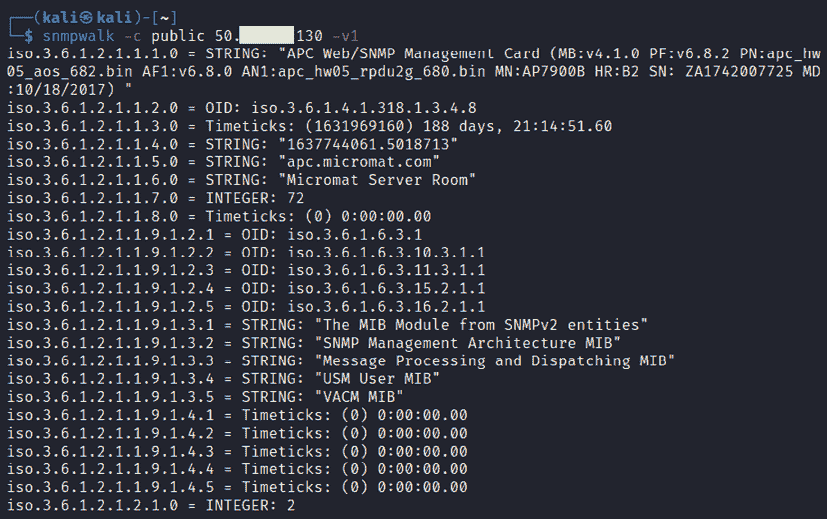 ┌──(kali㉿kali)-[~]
└─$ snmpwalk -c public 50. 130 -v1
iso.3.6.1.2.1.1.1.0 = STRING: "APC Web/SNMP Management Card (MB:v4.1.0 PF:v6.8.2 PN:apc_hw
05_aos_682.bin AF1:v6.8.0 AN1:apc_hw05_rpdu2g_680.bin MN:AP7900B HR:B2 SN: ZA1742007725 MD
:10/18/2017) "
iso.3.6.1.2.1.1.2.0 = OID: iso.3.6.1.4.1.318.1.3.4.8
iso.3.6.1.2.1.1.3.0 = Timeticks: (1631969160) 188 days, 21:14:51.60
iso.3.6.1.2.1.1.4.0 = STRING: "1637744061.5018713"
iso.3.6.1.2.1.1.5.0 = STRING: "apc.micromat.com"
iso.3.6.1.2.1.1.6.0 = STRING: "Micromat Server Room"
iso.3.6.1.2.1.1.7.0 = INTEGER: 72
iso.3.6.1.2.1.1.8.0 = Timeticks: (0) 0:00:00.00
iso.3.6.1.2.1.1.9.1.2.1 = OID: iso.3.6.1.6.3.1
iso.3.6.1.2.1.1.9.1.2.2 = OID: iso.3.6.1.6.3.10.3.1.1
iso.3.6.1.2.1.1.9.1.2.3 = OID: iso.3.6.1.6.3.11.3.1.1
iso.3.6.1.2.1.1.9.1.2.4 = OID: iso.3.6.1.6.3.15.2.1.1
iso.3.6.1.2.1.1.9.1.2.5 = OID: iso.3.6.1.6.3.16.2.1.1
iso.3.6.1.2.1.1.9.1.3.1 = STRING: "The MIB Module from SNMPv2 entities"
iso.3.6.1.2.1.1.9.1.3.2 = STRING: "SNMP Management Architecture MIB"
iso.3.6.1.2.1.1.9.1.3.3 = STRING: "Message Processing and Dispatching MIB"
iso.3.6.1.2.1.1.9.1.3.4 = STRING: "USM User MIB"
iso.3.6.1.2.1.1.9.1.3.5 = STRING: "VACM MIB"
iso.3.6.1.2.1.1.9.1.4.1 = Timeticks: (0) 0:00:00.00
iso.3.6.1.2.1.1.9.1.4.2 = Timeticks: (0) 0:00:00.00
iso.3.6.1.2.1.1.9.1.4.3 = Timeticks: (0) 0:00:00.00
iso.3.6.1.2.1.1.9.1.4.4 = Timeticks: (0) 0:00:00.00
iso.3.6.1.2.1.1.9.1.4.5 = Timeticks: (0) 0:00:00.00
iso.3.6.1.2.1.2.1.0 = INTEGER: 2